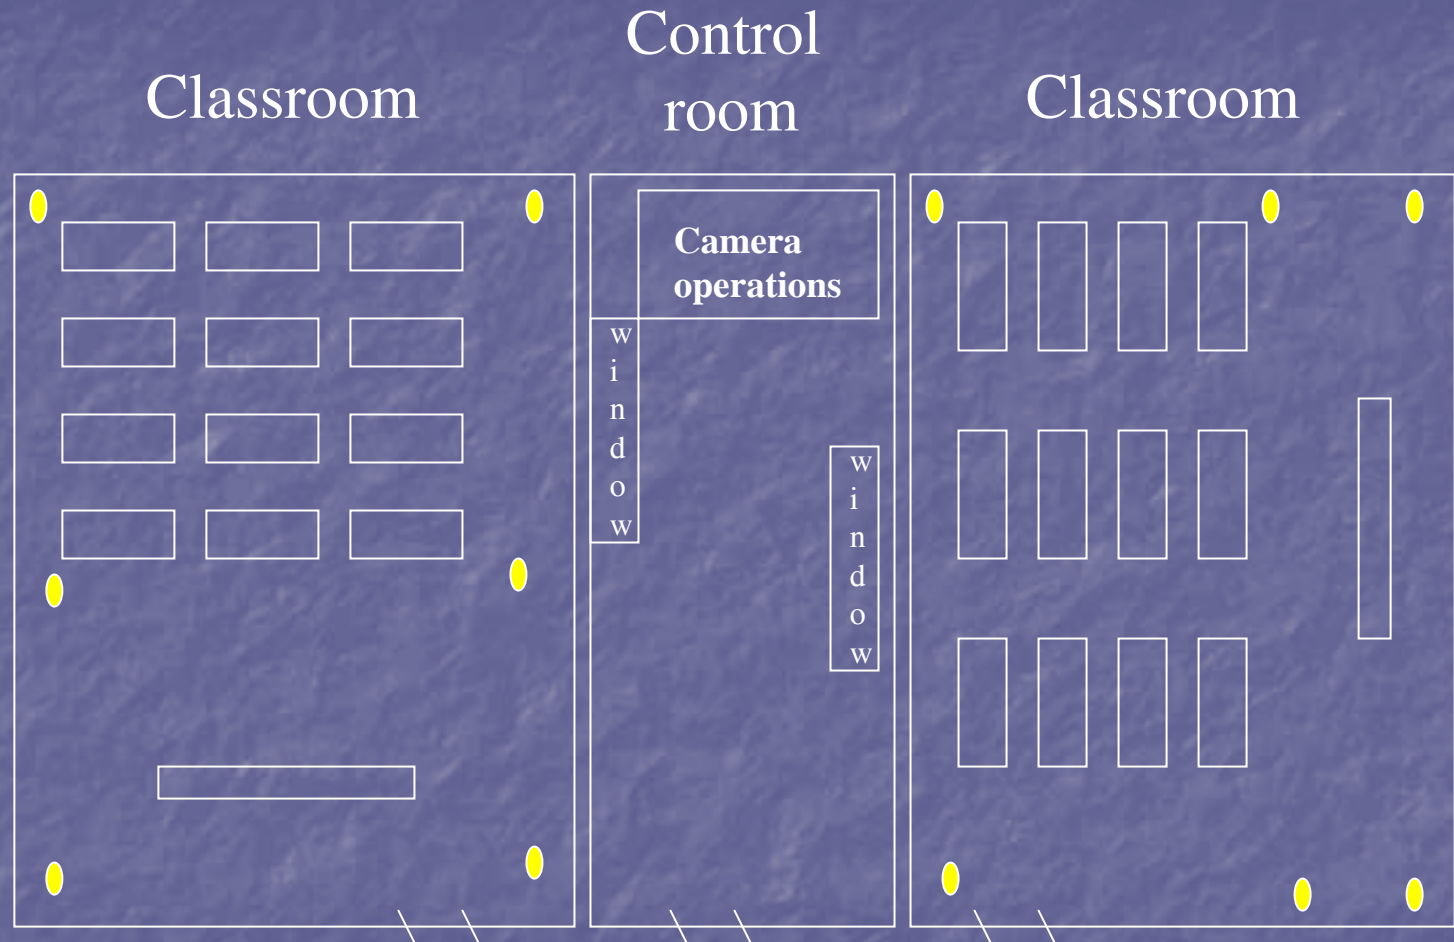 Control
room
Classroom
Classroom
Camera
operations
w
i
n
d
o
w
w
i
n
d
o
w